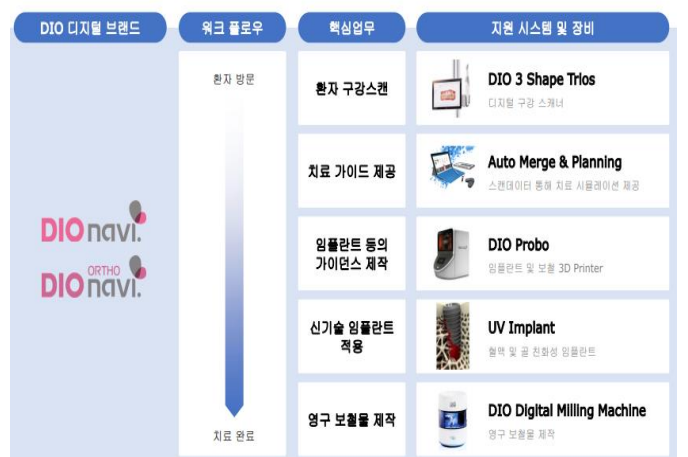 DIO 디지털 브랜드
워크 플로우
핵심업무
지원 시스템 및 장비
환자 방문
치료 완료
DIO navi.
ORTHO
DIO navi.
환자 구강스캔
DIO 3 Shape Trios
디지털 구강 스캐너
치료 가이드 제공
Auto Merge & Planning
스캔데이터 통해 치료 시뮬레이션 제공
임플란트 등의
가이던스 제작
DIO Probo
임플란트 및 보철 3D Printer
신기술 임플란트
적용
UV Implant
혈액 및 골 친화성 임플란트
영구 보철물 제작
DIO Digital Milling Machine
영구 보철물 제작